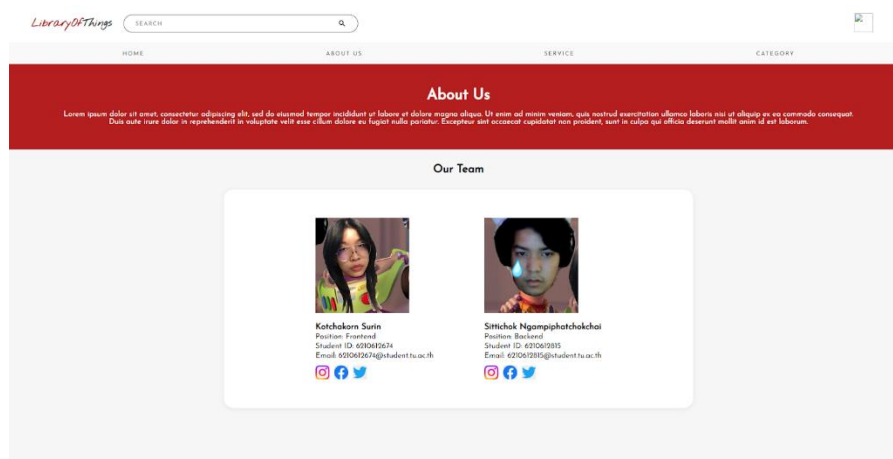 LibraryOfThings
SEARCH
HOME ABOUT US SERVICE CATEGORY
About Us
Lorem ipsum dolor sit amet, consectetur adipiscing elit, sed do eiusmod tempor incididunt ut labore et dolore magna aliqua. Ut enim ad minim veniam, quis nostrud exercitation ullamco laboris nisi ut aliquip ex ea commodo consequat.
Duis aute irure dolor in reprehenderit in voluptate velit esse cillum dolore eu fugiat nulla pariatur. Excepteur sint occaecat cupidatat non proident, sunt in culpa qui officia deserunt mollit anim id est laborum.
Our Team
Kotchakorn Surin
Position: Frontend
Student ID: 6210612674
Email: 6210612674@student.tu.ac.th
Sittichok Ngampiphatchokchai
Position: Backend
Student ID: 6210612815
Email: 6210612815@student.tu.ac.th